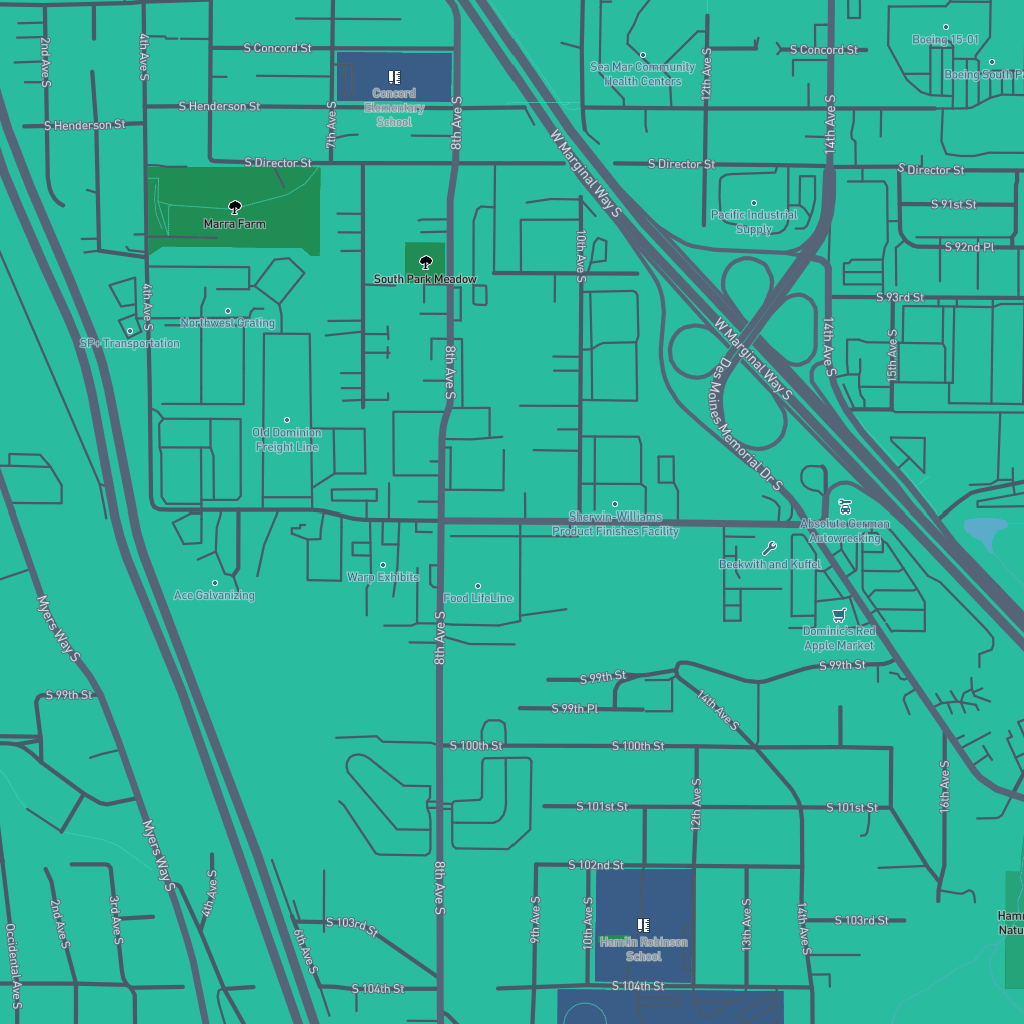 2nd Ave S
4th Ave S
S Concord St
7th Ave S
8th Ave S
Concord
Elementary
School
Sea Mar Community
Health Centers
12th Ave S
S Concord St
14th Ave S
Boeing 15-01
S Henderson St
S Henderson St
S Director St
W Marginal Way S
S Director St
S Director St
S 91st St
S 92nd Pl
Marra Farm
South Park Meadow
10th Ave S
Pacific Industrial
Supply
4th Ave S
Northwest Grating
SP+ Transportation
S 93rd St
W Marginal Way S
14th Ave S
15th Ave S
8th Ave S
Des Moines Memorial Dr S
Old Dominion
Freight Line
Sherwin-Williams
Product Finishes Facility
Absolute German
Autowrecking
Beckwith and Kuffel
Warp Exhibits
Ace Galvanizing
Food LifeLine
Dominic's Red
Apple Market
Myers Way S
8th Ave S
S 99th St
S 99th St
S 99th St
S 99th Pl
14th Ave S
S 100th St
S 100th St
S 101st St
12th Ave S
S 101st St
16th Ave S
Myers Way S
8th Ave S
S 102nd St
4th Ave S
2nd Ave S
3rd Ave S
Occidental Ave S
6th Ave S
S 103rd St
9th Ave S
10th Ave S
Hamlin Robinson
School
13th Ave S
14th Ave S
S 103rd St
S 104th St
S 104th St